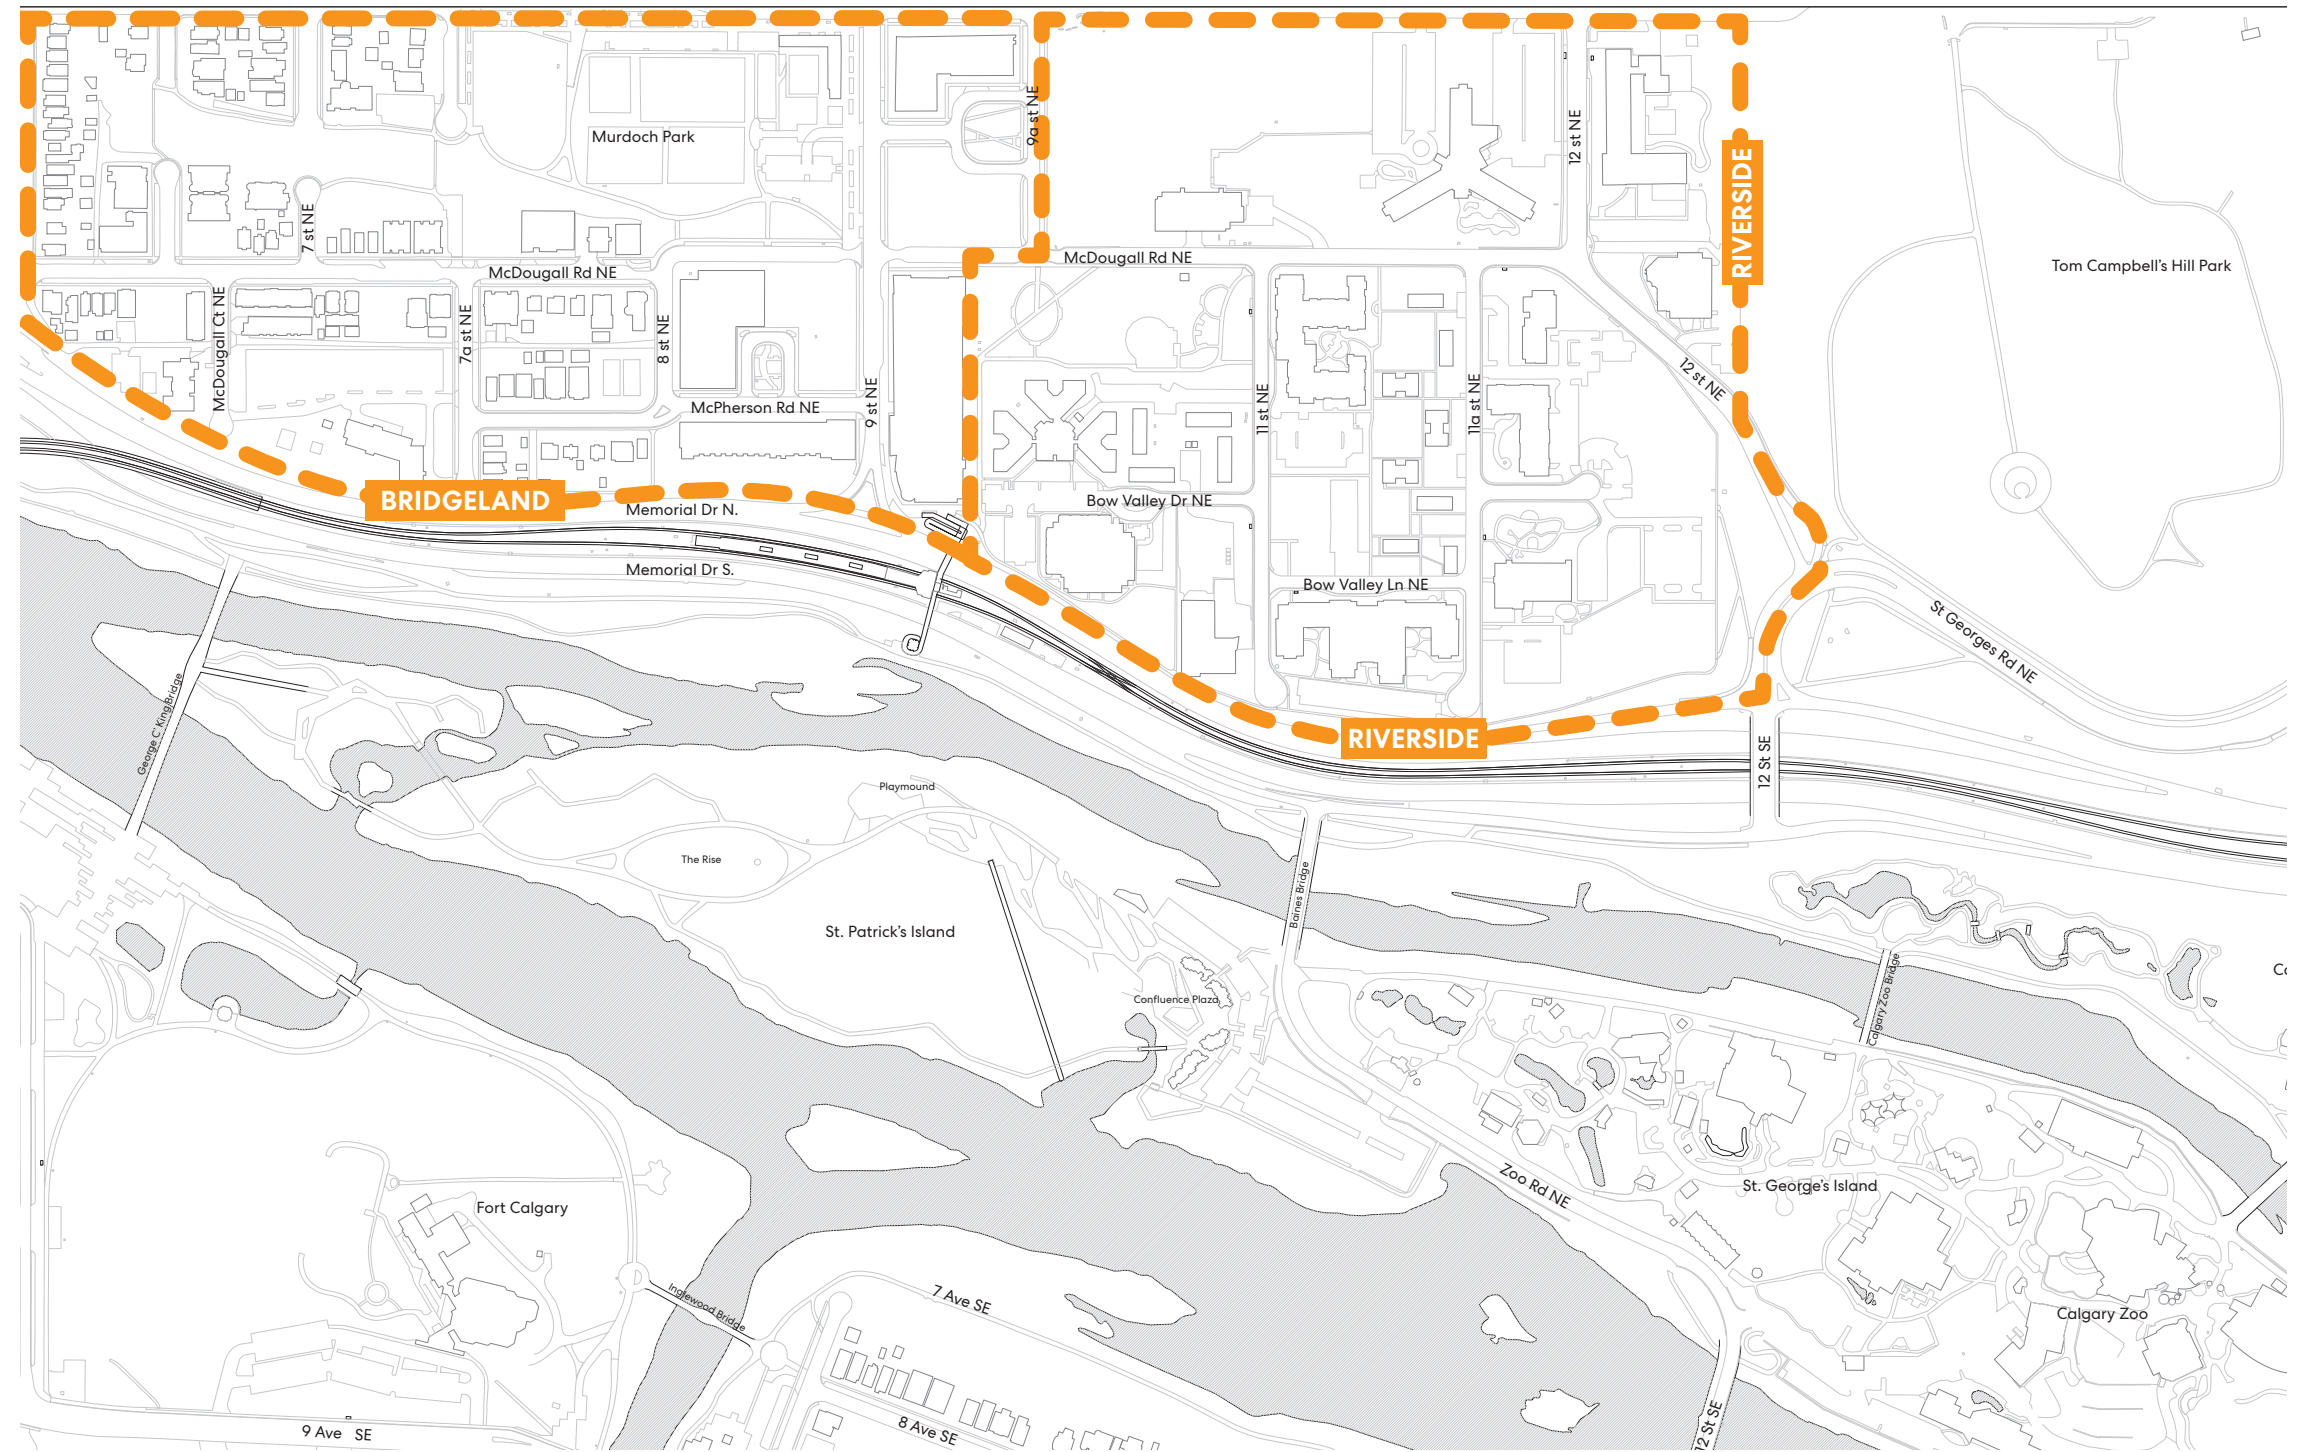 9a st NE
12 st NE
Murdoch Park
RIVERSIDE
7 st NE
McDougall Rd NE
McDougall Rd NE
Tom Campbell's Hill Park
McDougall Ct NE
7a st NE
8 st NE
9 st NE
McPherson Rd NE
11 st NE
11a st NE
12 st NE
BRIDGELAND
Memorial Dr N.
Bow Valley Dr NE
Memorial Dr S.
Bow Valley Ln NE
St Georges Rd NE
George C King Bridge
RIVERSIDE
12 St SE
Playmound
The Rise
Baines Bridge
St. Patrick's Island
Confluence Plaza
Calgary Zoo Bridge
Zoo Rd NE
St. George's Island
Fort Calgary
Inglewood Bridge
7 Ave SE
Calgary Zoo
9 Ave SE
8 Ave SE
12 St SE